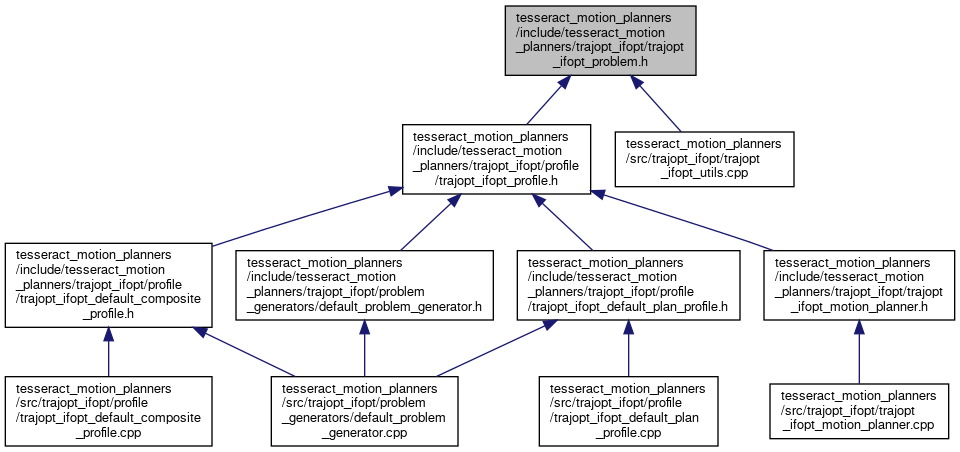 tesseract_motion_planners
/include/tesseract_motion
_planners/trajopt_ifopt/trajopt
_ifopt_problem.h
tesseract_motion_planners
/include/tesseract_motion
_planners/trajopt_ifopt/profile
/trajopt_ifopt_profile.h
tesseract_motion_planners
/src/trajopt_ifopt/trajopt
_ifopt_utils.cpp
tesseract_motion_planners
/include/tesseract_motion
_planners/trajopt_ifopt/profile
/trajopt_ifopt_default_composite
_profile.h
tesseract_motion_planners
/include/tesseract_motion
_planners/trajopt_ifopt/problem
_generators/default_problem_generator.h
tesseract_motion_planners
/include/tesseract_motion
_planners/trajopt_ifopt/profile
/trajopt_ifopt_default_plan_profile.h
tesseract_motion_planners
/include/tesseract_motion
_planners/trajopt_ifopt/trajopt
_ifopt_motion_planner.h
tesseract_motion_planners
/src/trajopt_ifopt/profile
/trajopt_ifopt_default_composite
_profile.cpp
tesseract_motion_planners
/src/trajopt_ifopt/problem
_generators/default_problem
_generator.cpp
tesseract_motion_planners
/src/trajopt_ifopt/profile
/trajopt_ifopt_default_plan
_profile.cpp
tesseract_motion_planners
/src/trajopt_ifopt/trajopt
_ifopt_motion_planner.cpp